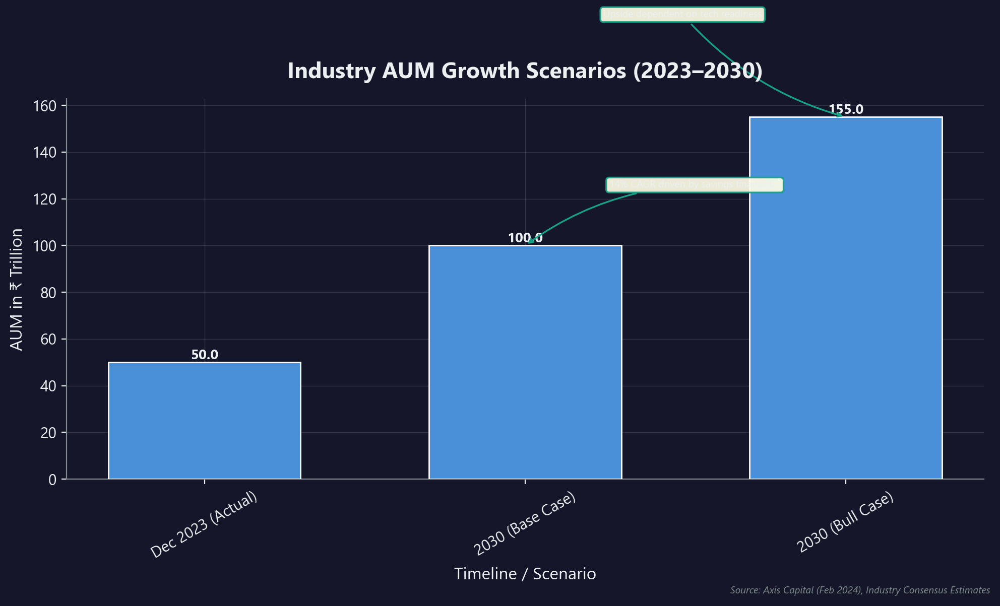 Upside dependent on tech readiness
Industry AUM Growth Scenarios (2023–2030)
AUM in ₹ Trillion
160
140
120
100
80
60
40
20
0
155.0
14% CAGR driven by savings
100.0
50.0
Dec 2023 (Actual)
2030 (Base Case)
2030 (Bull Case)
Timeline / Scenario
Source: Axis Capital (Feb 2024), Industry Consensus Estimates